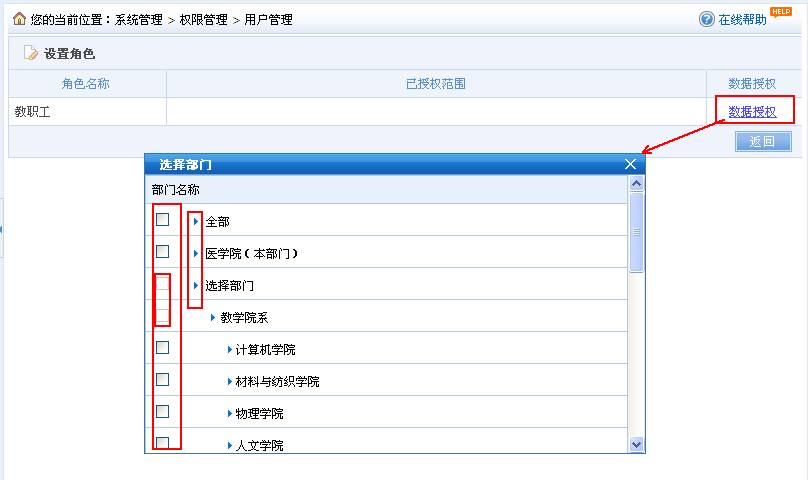 您的当前位置：系统管理 > 权限管理 > 用户管理
在线帮助 HELP
设置角色
角色名称 已授权范围 数据授权
教职工 数据授权
返回
选择部门
部门名称
全部
医学院（本部门）
选择部门
教学院系
计算机学院
材料与纺织学院
物理学院
人文学院